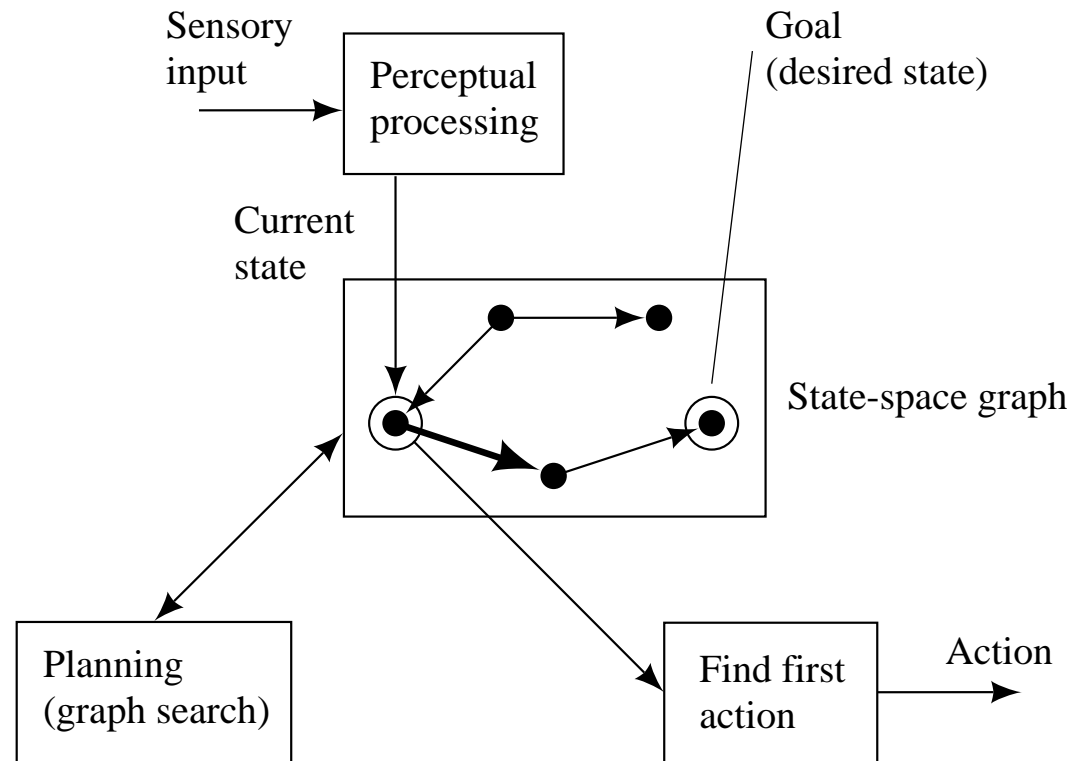 Sensory
input
Perceptual
processing
Goal
(desired state)
Current
state
State-space graph
Planning
(graph search)
Find first
action
Action